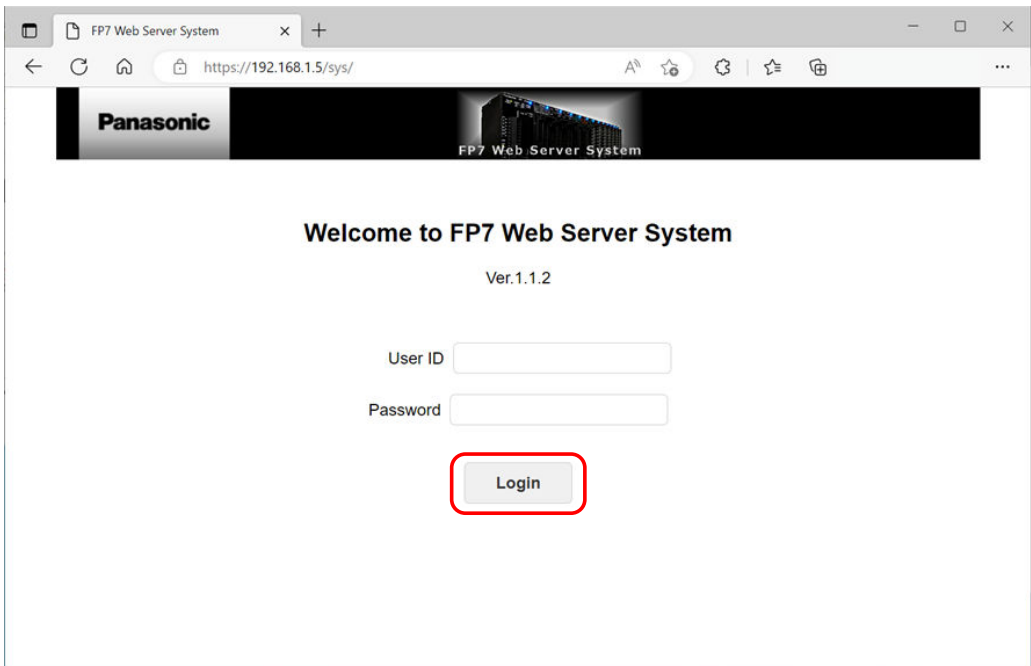 FP7 Web Server System
https://192.168.1.5/sys/
Panasonic
FP7 Web Server System
Welcome to FP7 Web Server System
Ver.1.1.2
User ID
Password
Login